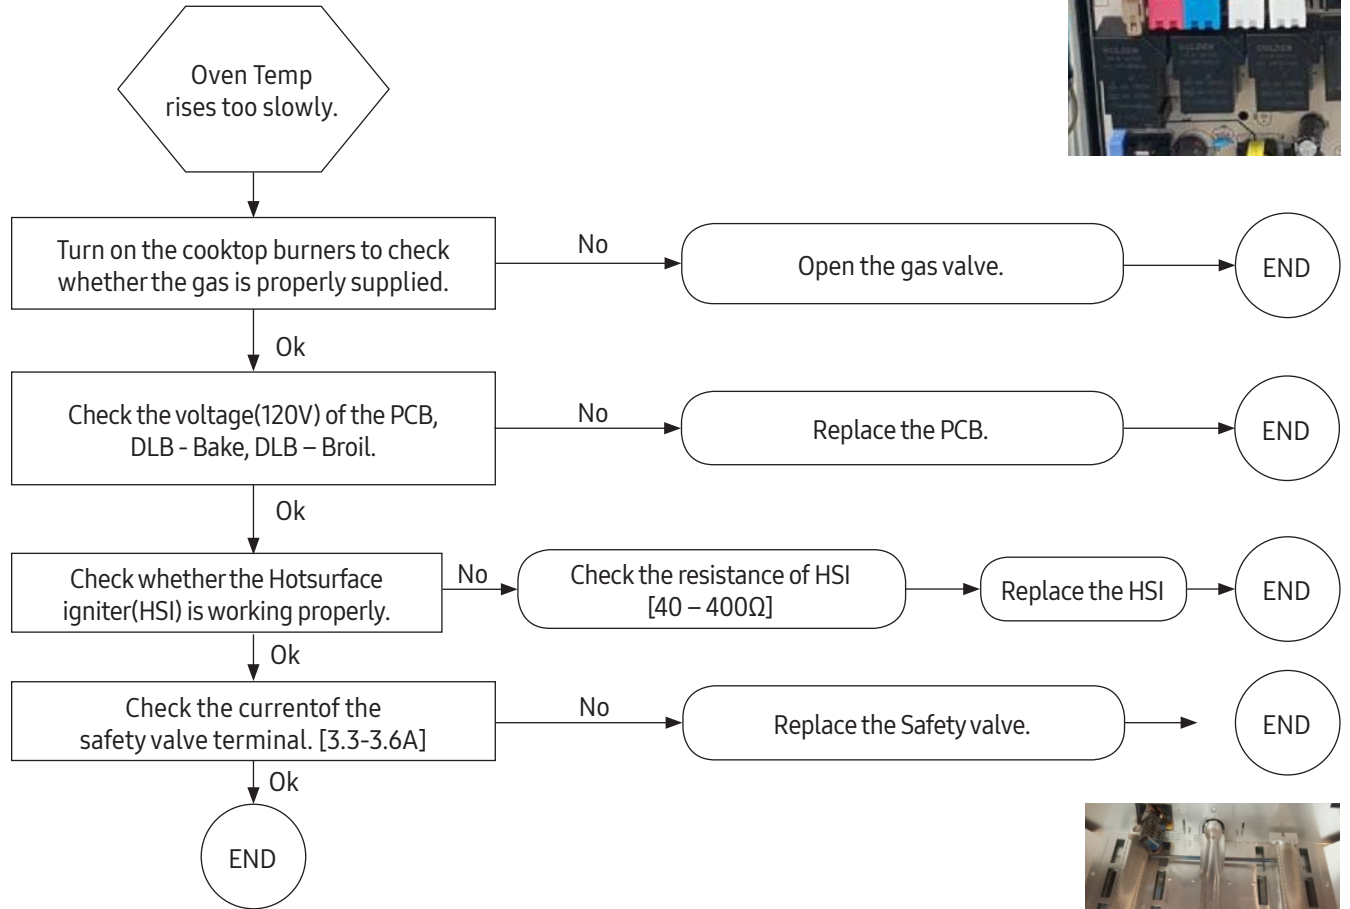 Oven Temp
rises too slowly.
Turn on the cooktop burners to check
whether the gas is properly supplied.
No
Open the gas valve.
END
Ok
Check the voltage(120V) of the PCB,
DLB - Bake, DLB – Broil.
No
Replace the PCB.
END
Ok
Check whether the Hotsurface
igniter(HSI) is working properly.
No
Check the resistance of HSI
[40 – 400Ω]
Replace the HSI
END
Ok
Check the currentof the
safety valve terminal. [3.3-3.6A]
No
Replace the Safety valve.
END
Ok
END